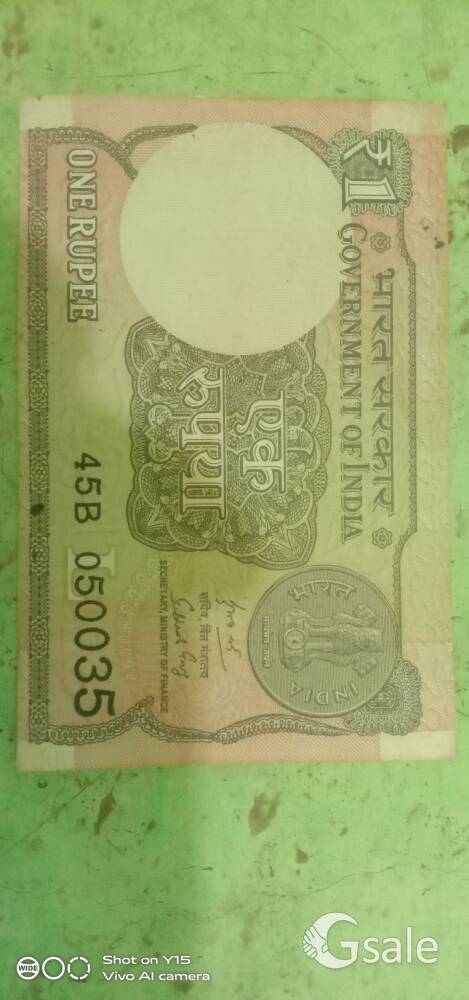 भारत सरकार
₹1 GOVERNMENT OF INDIA
एक
रुपया
भारत
INDIA
सचिव, वित्त मंत्रालय
SECRETARY, MINISTRY OF FINANCE
ONE RUPEE
45B 050035
L
WIDE
Shot on Y15
Vivo AI camera
Gsale